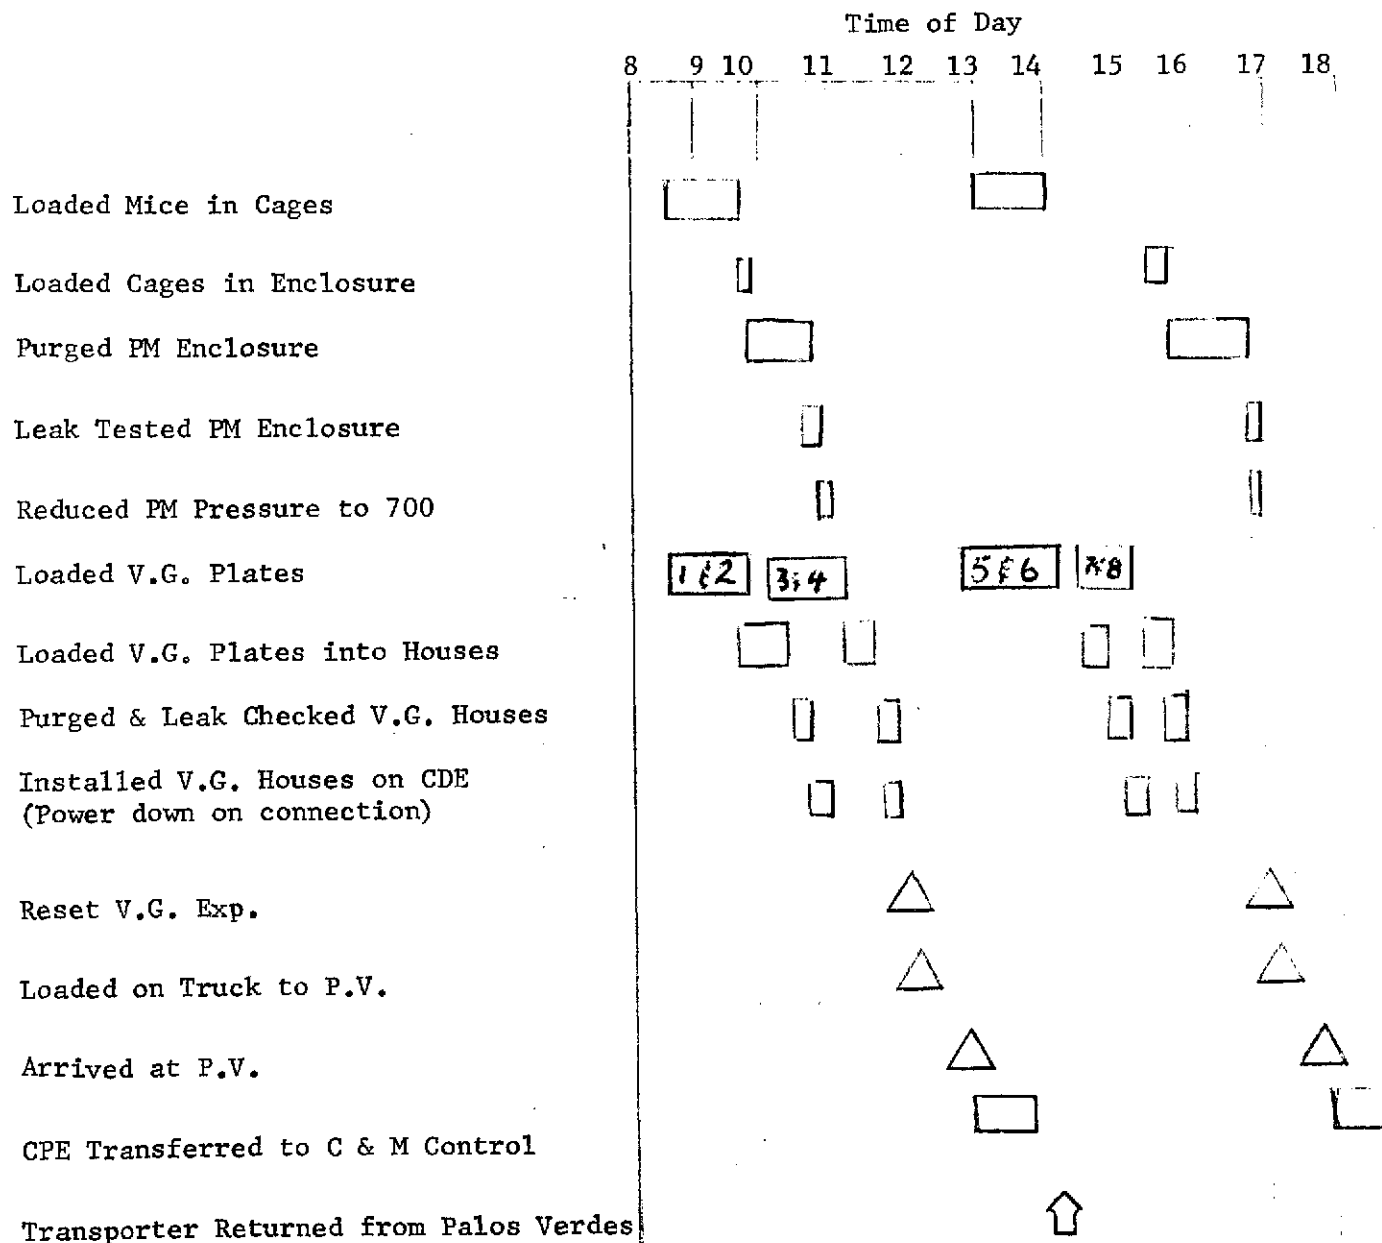 Time of Day
8 9 10 11 12 13 14 15 16 17 18
Loaded Mice in Cages
Loaded Cages in Enclosure
Purged PM Enclosure
Leak Tested PM Enclosure
Reduced PM Pressure to 700
Loaded V.G. Plates 1 & 2 3 & 4 5 & 6 7 & 8
Loaded V.G. Plates into Houses
Purged & Leak Checked V.G. Houses
Installed V.G. Houses on CDE
(Power down on connection)
Reset V.G. Exp.
Loaded on Truck to P.V.
Arrived at P.V.
CPE Transferred to C & M Control
Transporter Returned from Palos Verdes